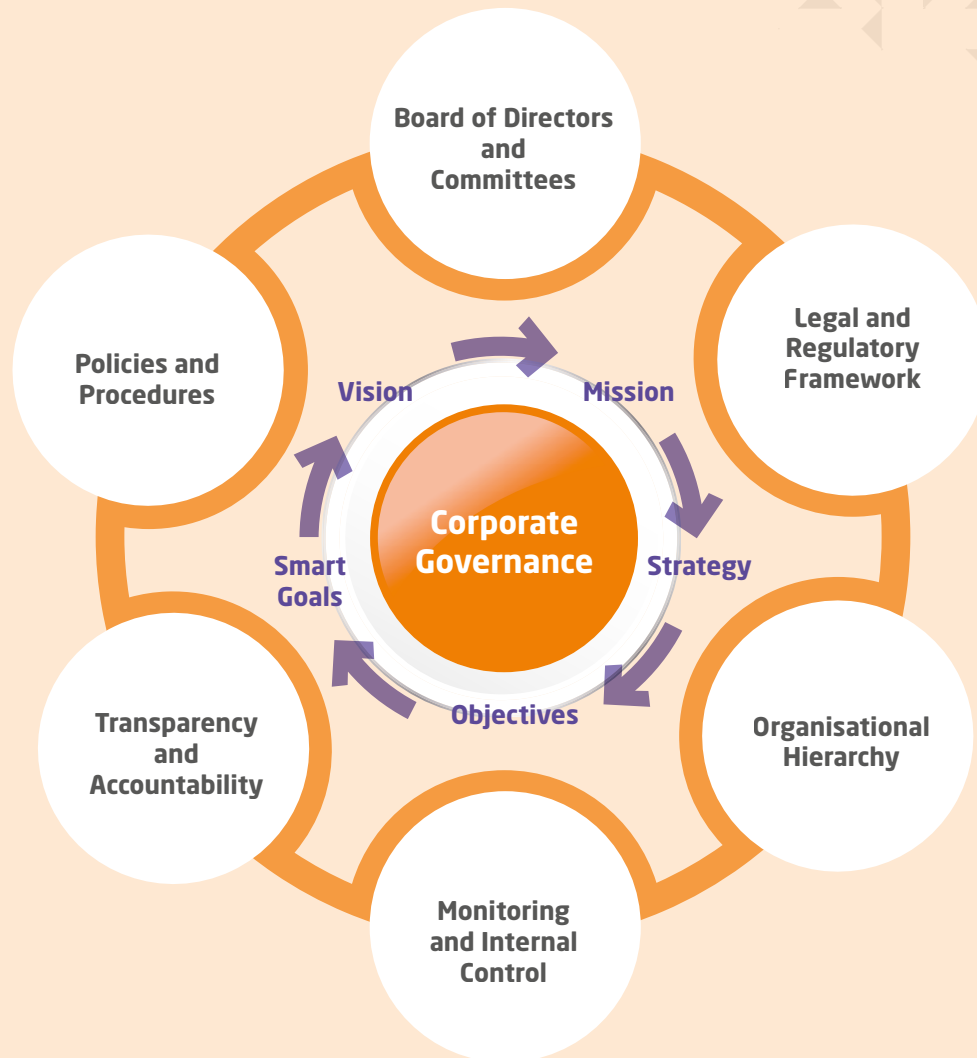 Board of Directors
and
Committees
Legal and
Regulatory
Framework
Policies and
Procedures
Vision
Mission
Corporate
Governance
Smart
Goals
Strategy
Objectives
Transparency
and
Accountability
Organisational
Hierarchy
Monitoring
and Internal
Control